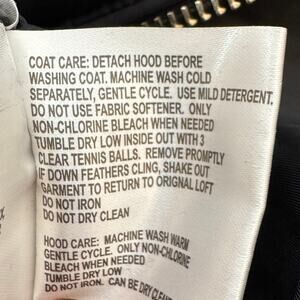 COAT CARE: DETACH HOOD BEFORE
WASHING COAT. MACHINE WASH COLD
SEPARATELY, GENTLE CYCLE. USE MILD DETERGENT.
DO NOT USE FABRIC SOFTENER. ONLY
NON-CHLORINE BLEACH WHEN NEEDED
TUMBLE DRY LOW INSIDE OUT WITH 3
CLEAR TENNIS BALLS. REMOVE PROMPTLY
IF DOWN FEATHERS CLING, SHAKE OUT
GARMENT TO RETURN TO ORIGNAL LOFT
DO NOT IRON
DO NOT DRY CLEAN
HOOD CARE: MACHINE WASH WARM
GENTLE CYCLE. ONLY NON-CHLORINE
BLEACH WHEN NEEDED
TUMBLE DRY LOW
DO NOT IRON. CAN BE DRY